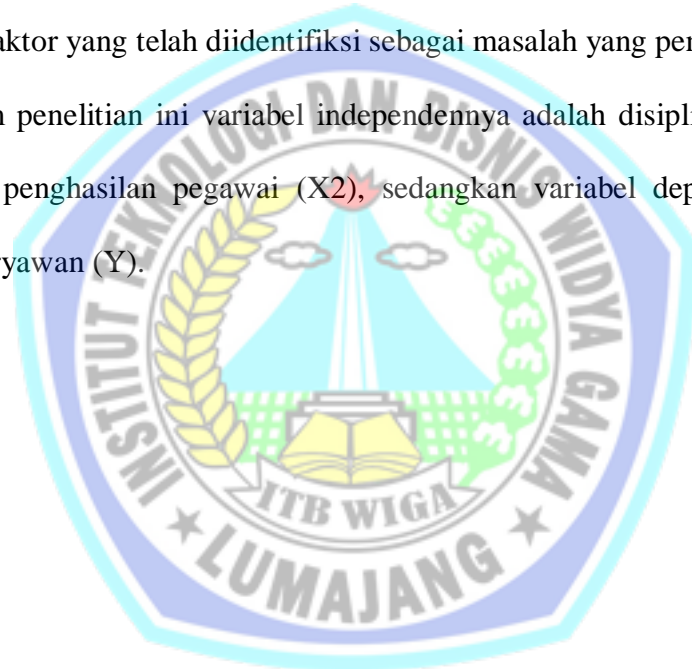 aktor yang telah diidentifiksi sebagai masalah yang pen
penelitian ini variabel independennya adalah disipli
penghasilan pegawai (X2), sedangkan variabel dep
ryawan (Y).
INSTITUT TEKNOLOGI DAN BISNIS WIDYA GAMA
ITB WIGA
LUMAJANG